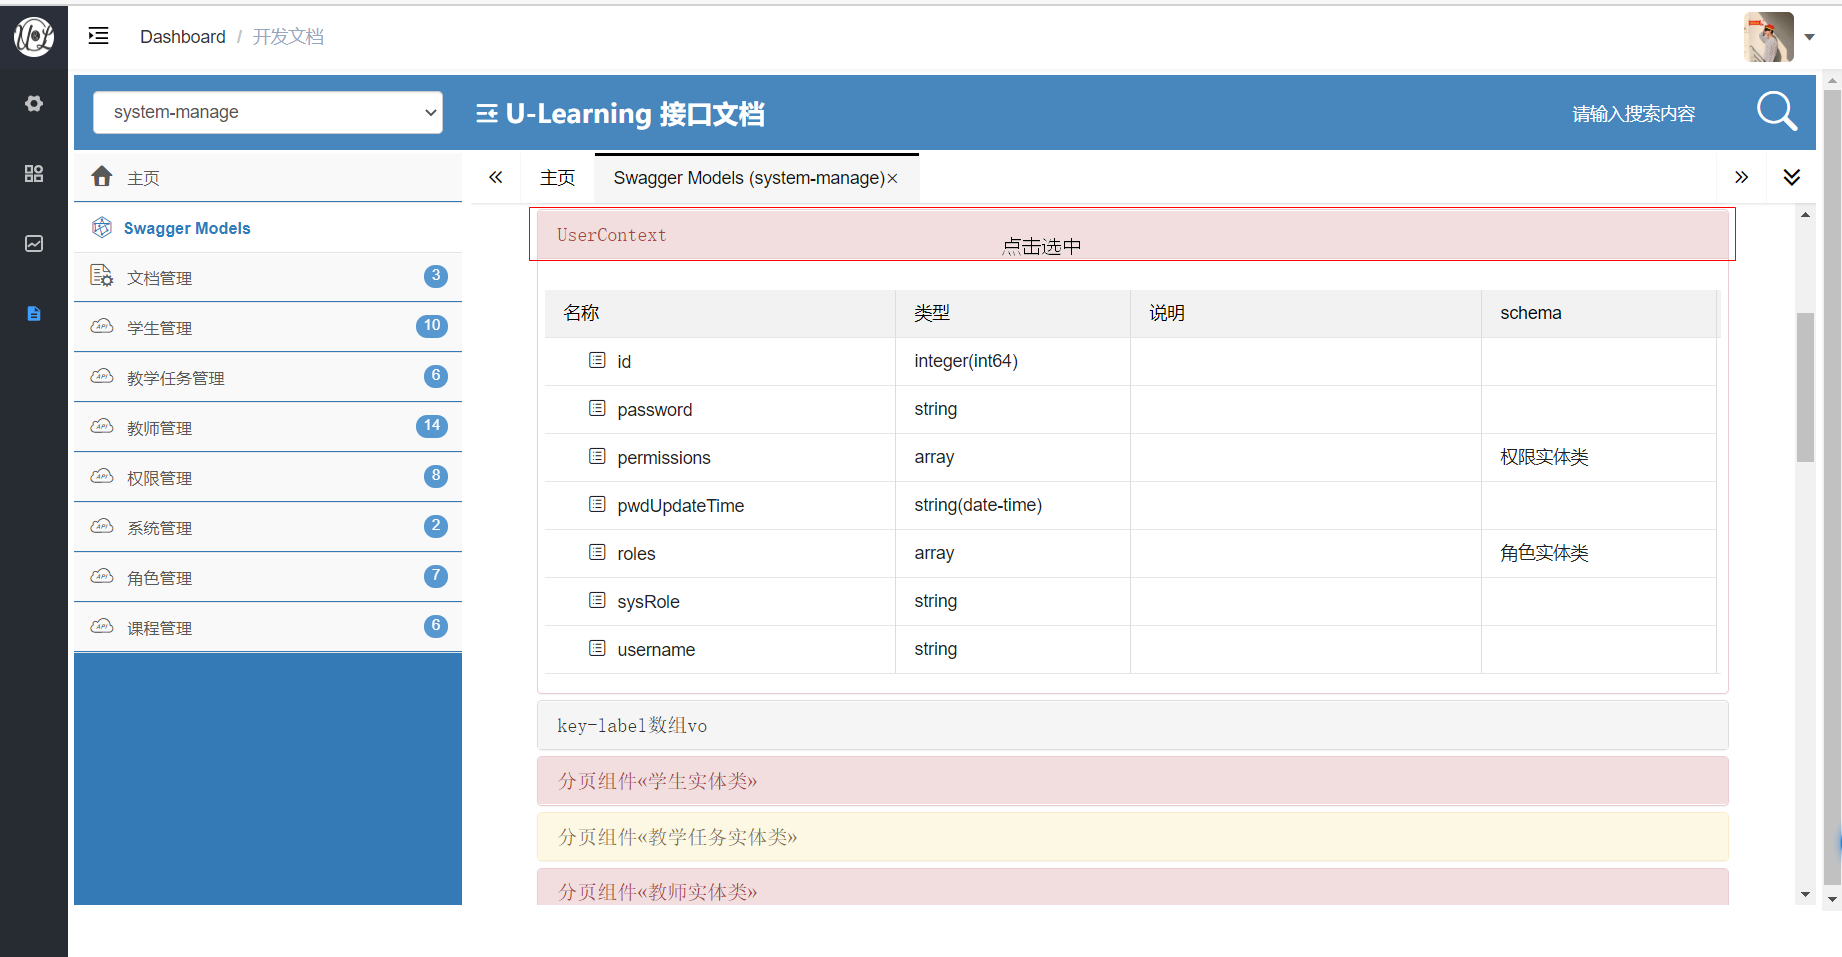 Dashboard / 开发文档
system-manage
U-Learning 接口文档
请输入搜索内容
主页
Swagger Models
文档管理 3
学生管理 10
教学任务管理 6
教师管理 14
权限管理 8
系统管理 2
角色管理 7
课程管理 6
主页
Swagger Models (system-manage)×
UserContext
点击选中
名称 类型 说明 schema
id integer(int64)
password string
permissions array 权限实体类
pwdUpdateTime string(date-time)
roles array 角色实体类
sysRole string
username string
key-label数组vo
分页组件«学生实体类»
分页组件«教学任务实体类»
分页组件«教师实体类»